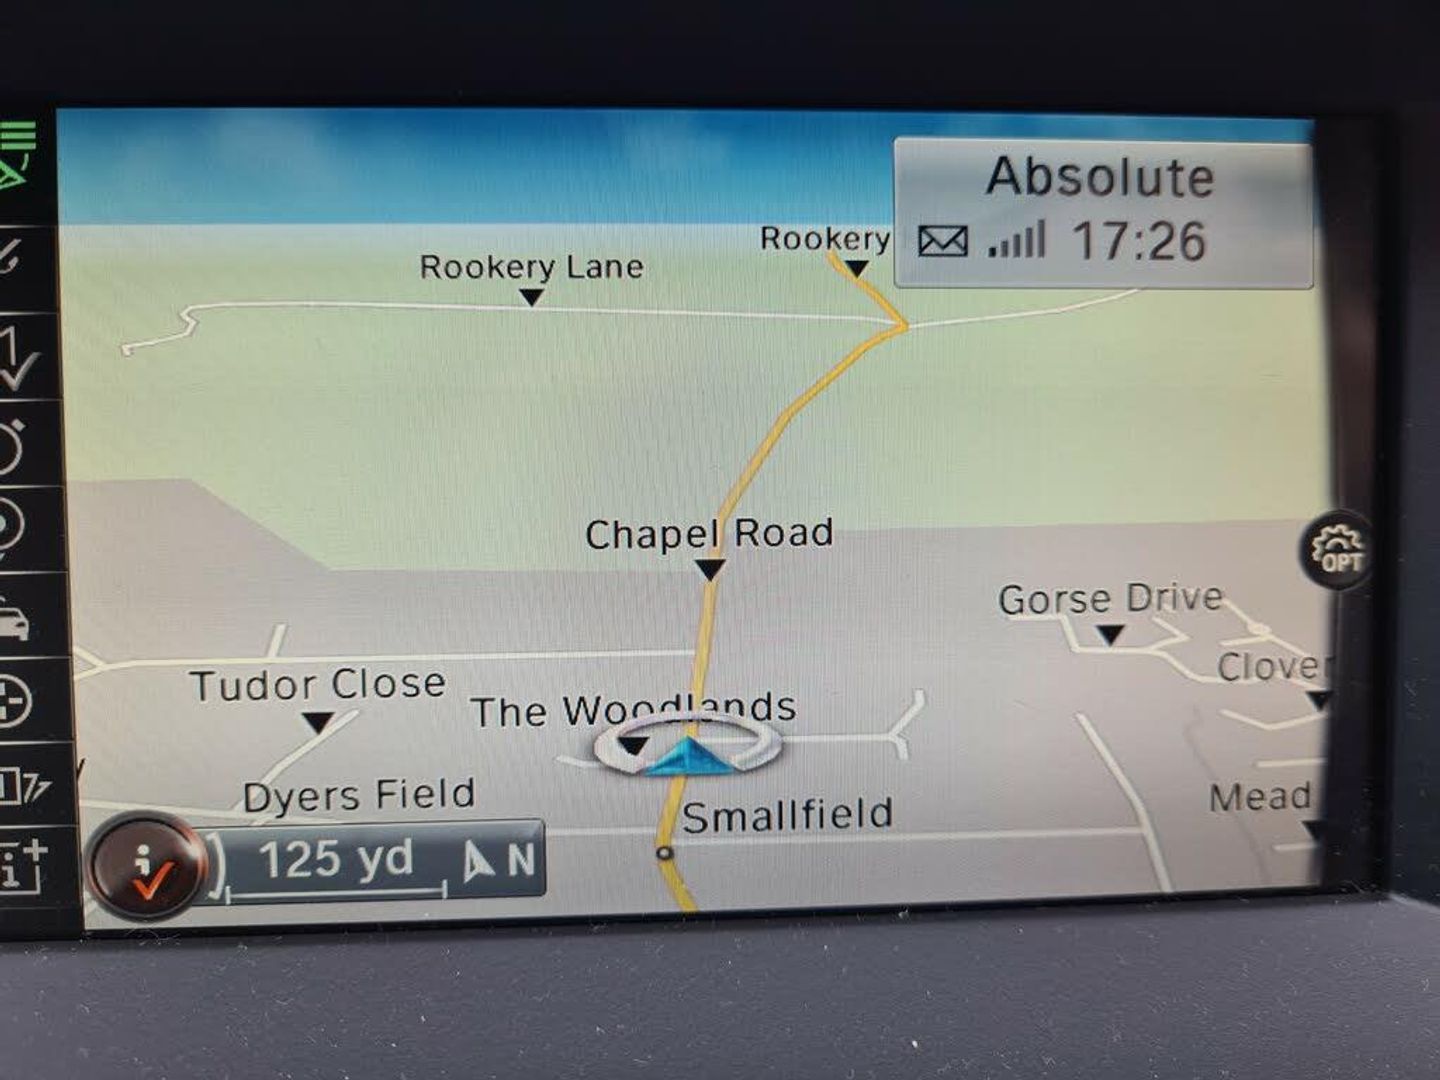 Absolute
17:26
Rookery
Rookery Lane
Chapel Road
Gorse Drive
Clover
Tudor Close
The Woodlands
Dyers Field
Smallfield
Mead
125 yd N
OPT